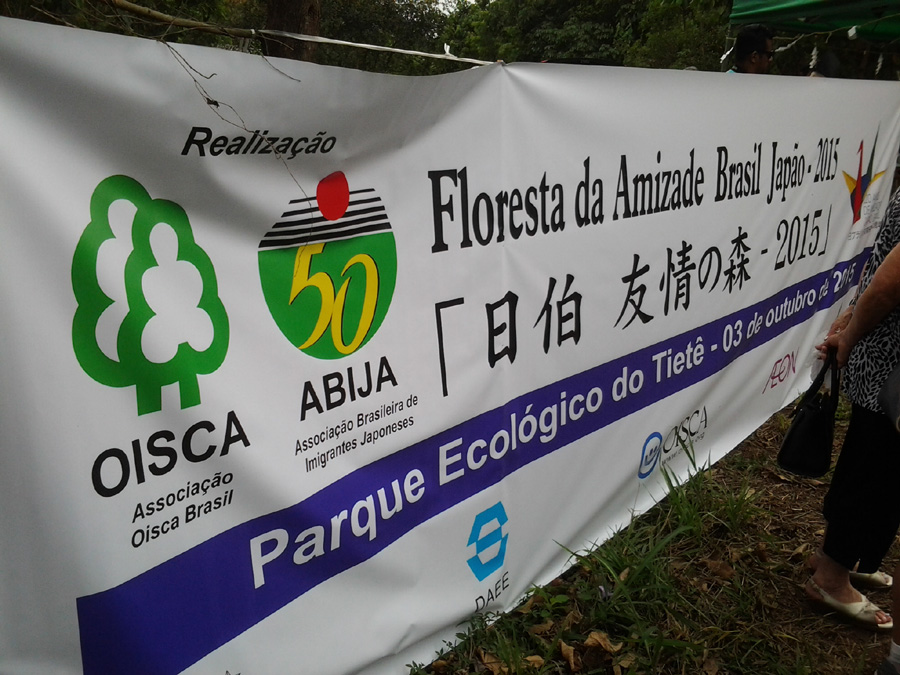 Realização
Floresta da Amizade Brasil Japão - 2015
「日伯 友情の森 - 2015」
50
OISCA
Associação
Oisca Brasil
ABIJA
Associação Brasileira de
Imigrantes Japoneses
Parque Ecológico do Tietê - 03 de outubro de 2015
DAEE
OISCA
ÆON